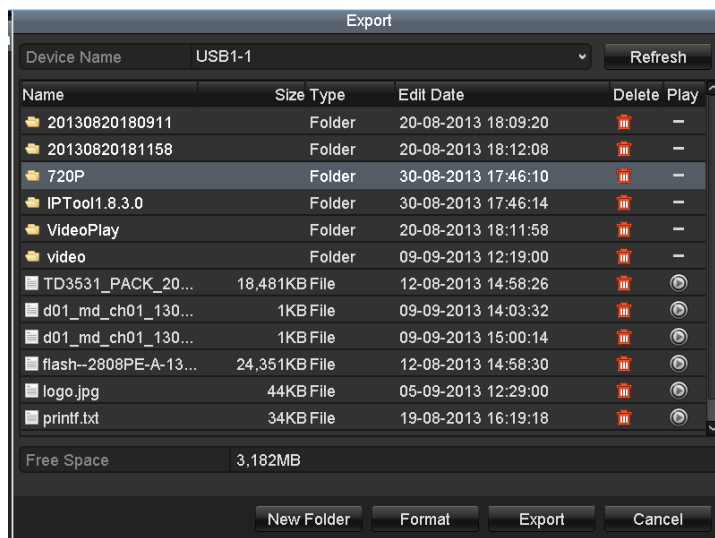 Export
Device Name USB1-1 Refresh
Name Size Type Edit Date Delete Play
20130820180911 Folder 20-08-2013 18:09:20
20130820181158 Folder 20-08-2013 18:12:08
720P Folder 30-08-2013 17:46:10
IPTool1.8.3.0 Folder 30-08-2013 17:46:14
VideoPlay Folder 20-08-2013 18:11:58
video Folder 09-09-2013 12:19:00
TD3531_PACK_20... 18,481KB File 12-08-2013 14:58:26
d01_md_ch01_130... 1KB File 09-09-2013 14:03:32
d01_md_ch01_130... 1KB File 09-09-2013 15:00:14
flash--2808PE-A-13... 24,351KB File 12-08-2013 14:58:30
logo.jpg 44KB File 05-09-2013 12:29:00
printf.txt 34KB File 19-08-2013 16:19:18
Free Space 3,182MB
New Folder Format Export Cancel